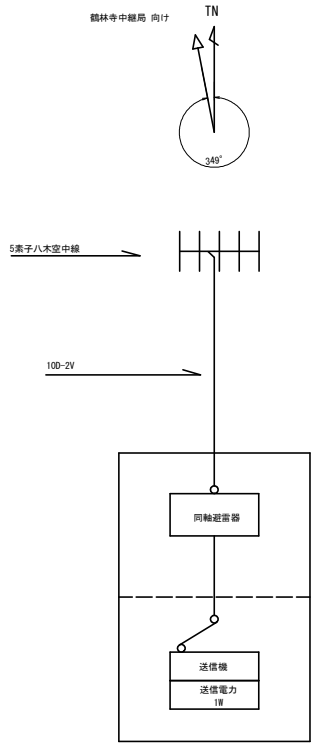 鶴林寺中継局 向け
TN
349°
5素子八木空中線
10D-2V
同軸避雷器
送信機
送信電力
1W